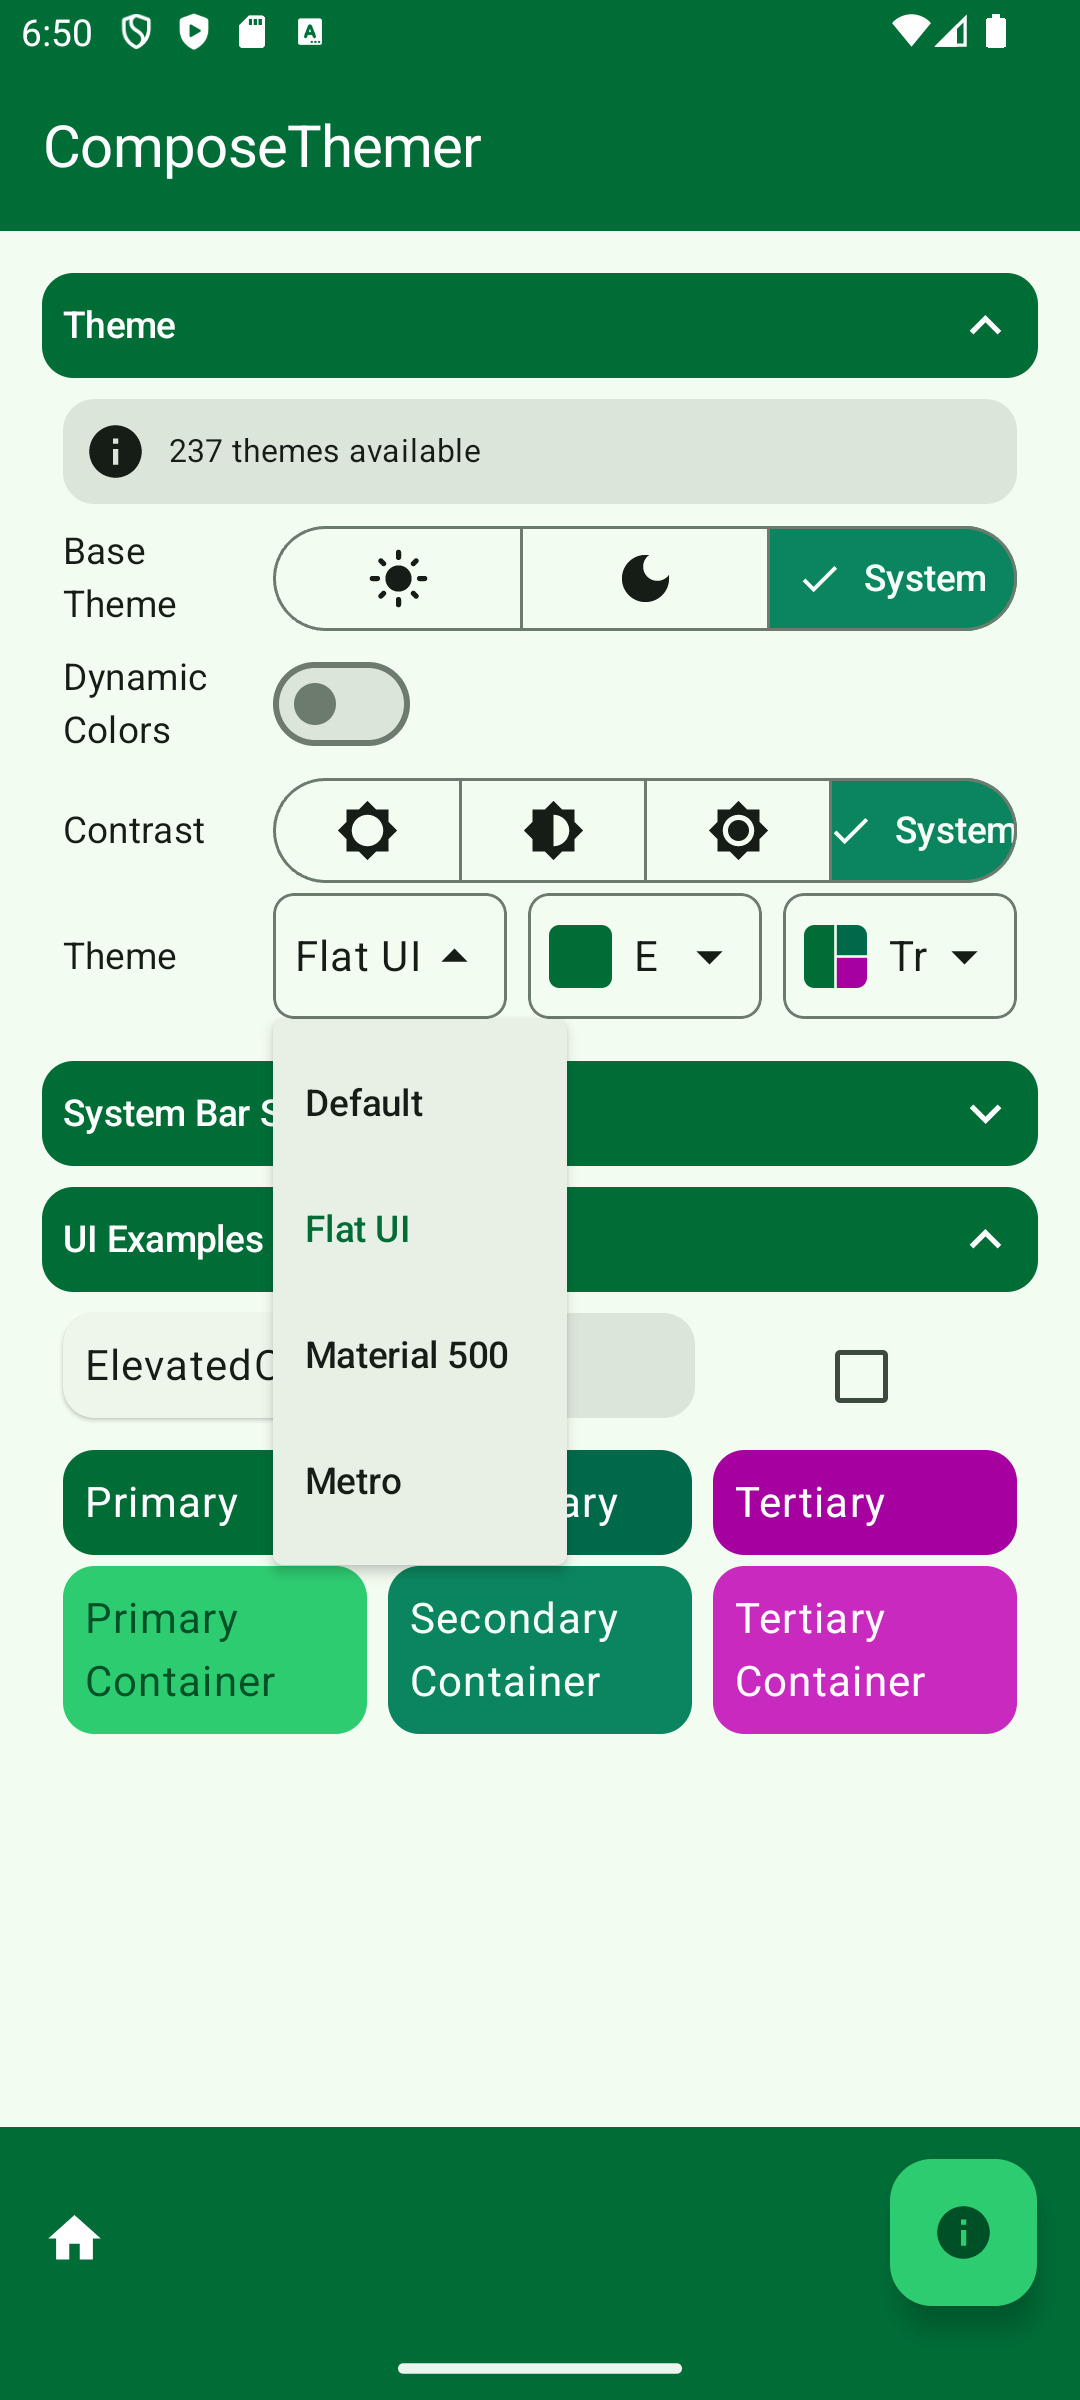 6:50
ComposeThemer
Theme
237 themes available
Base
Theme
System
Dynamic
Colors
Contrast
System
Theme
Flat UI
E
Tr
Default
System Bar S
Flat UI
UI Examples
Material 500
ElevatedC
Metro
Primary
ary
Tertiary
Primary
Container
Secondary
Container
Tertiary
Container